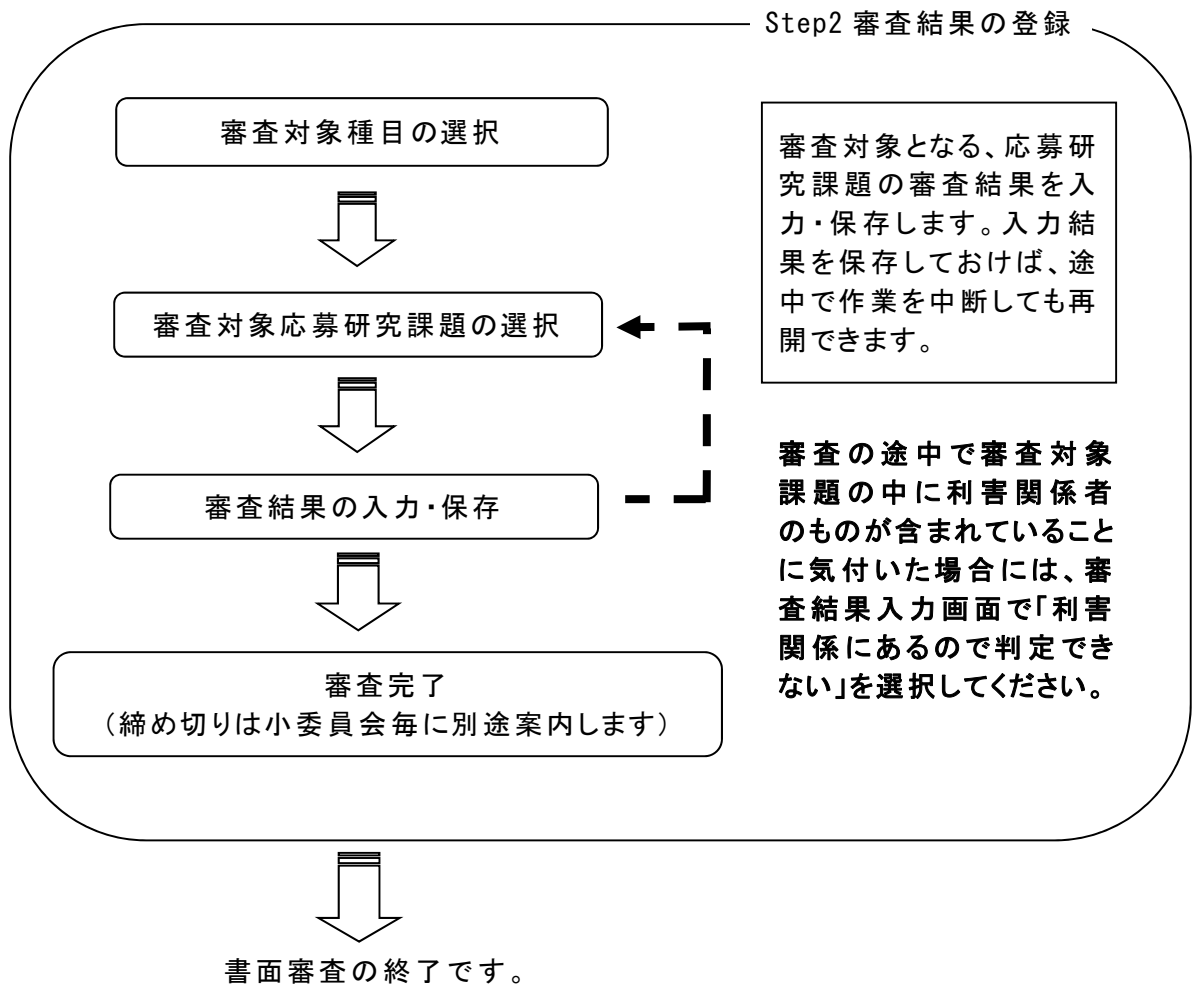 Step2 審査結果の登録
審査対象種目の選択
審査対象応募研究課題の選択
審査結果の入力・保存
審査完了
（締め切りは小委員会毎に別途案内します）
審査対象となる、応募研
究課題の審査結果を入
力・保存します。入力結
果を保存しておけば、途
中で作業を中断しても再
開できます。
審査の途中で審査対象
課題の中に利害関係者
のものが含まれていること
に気付いた場合には、審
査結果入力画面で「利害
関係にあるので判定でき
ない」を選択してください。
書面審査の終了です。